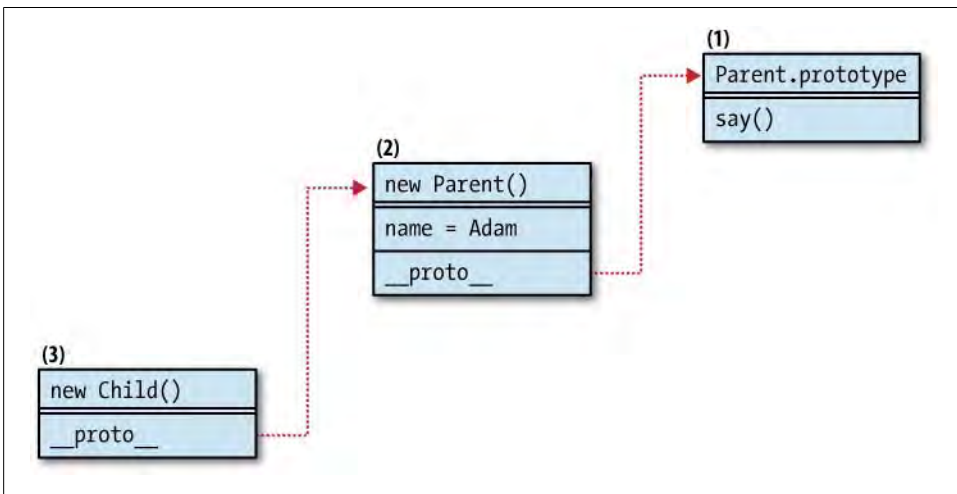 (1)
Parent.prototype
say()
(2)
new Parent()
name = Adam
__proto__
(3)
new Child()
__proto__